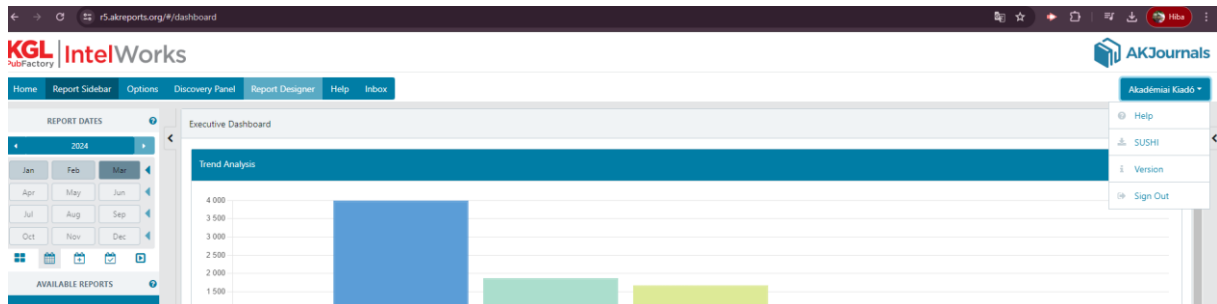 r5.akreports.org/#/dashboard
Hiba
KGL PubFactory IntelWorks
AKJournals
Home Report Sidebar Options Discovery Panel Report Designer Help Inbox
Akadémiai Kiadó
REPORT DATES
2024
Jan Feb Mar
Apr May Jun
Jul Aug Sep
Oct Nov Dec
AVAILABLE REPORTS
Executive Dashboard
Trend Analysis
4 000
3 500
3 000
2 500
2 000
1 500
Help
SUSHI
Version
Sign Out